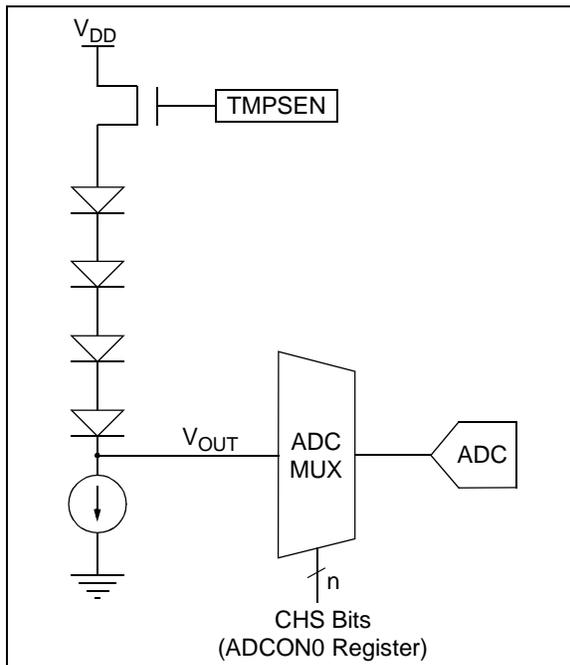 VDD
TMPSEN
VOUT
ADC
MUX
ADC
n
CHS Bits
(ADCON0 Register)